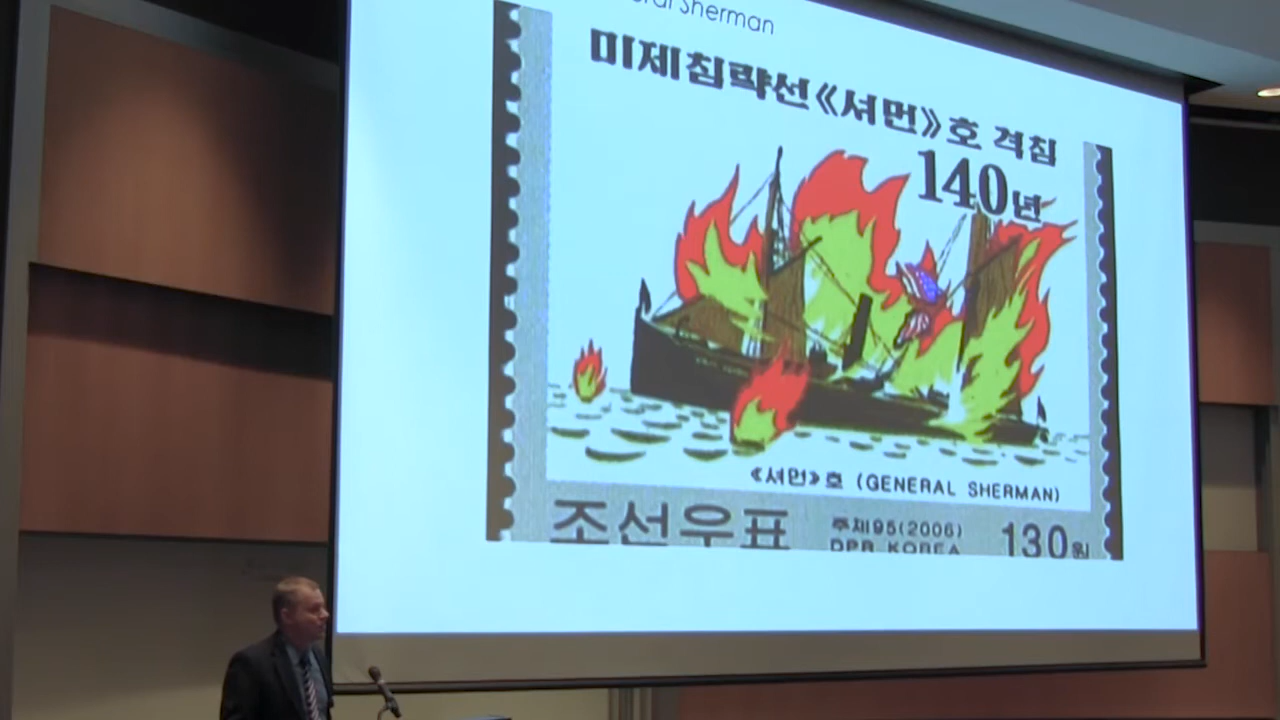 Sherman
미제침략선《셔먼》호 격침
140년
《셔먼》호 (GENERAL SHERMAN)
조선우표
주체95(2006)
DPR KOREA
130원